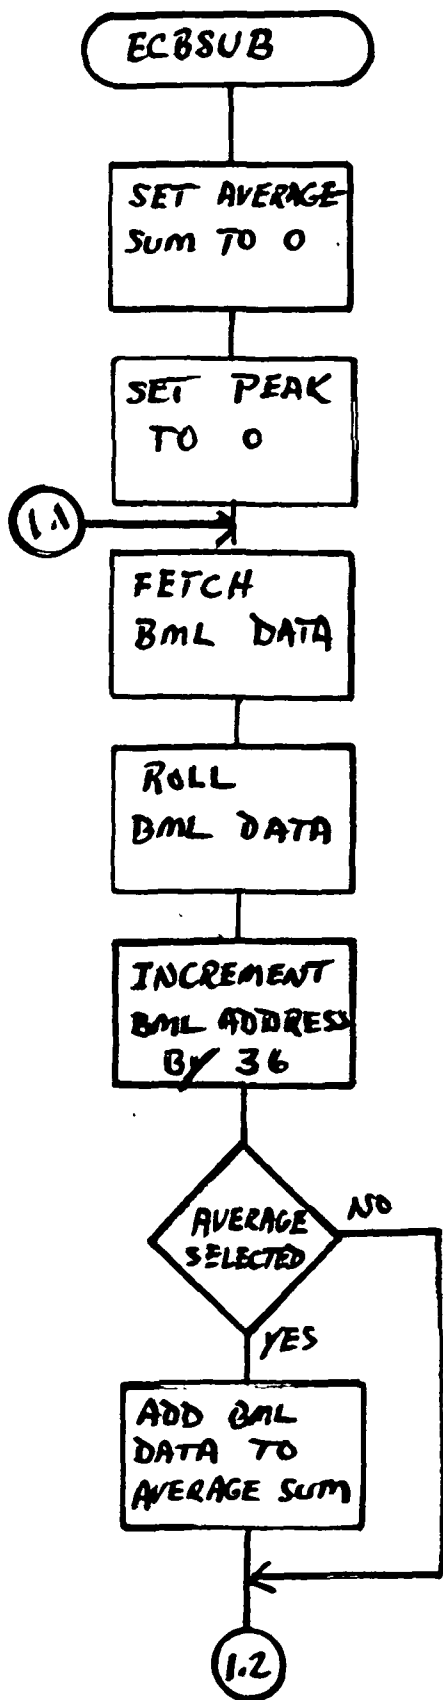 ECBSUB
SET AVERAGE
SUM TO 0
SET PEAK
TO 0
1.1
FETCH
BML DATA
ROLL
BML DATA
INCREMENT
BML ADDRESS
BY 36
AVERAGE
SELECTED
NO
YES
ADD BML
DATA TO
AVERAGE SUM
1.2